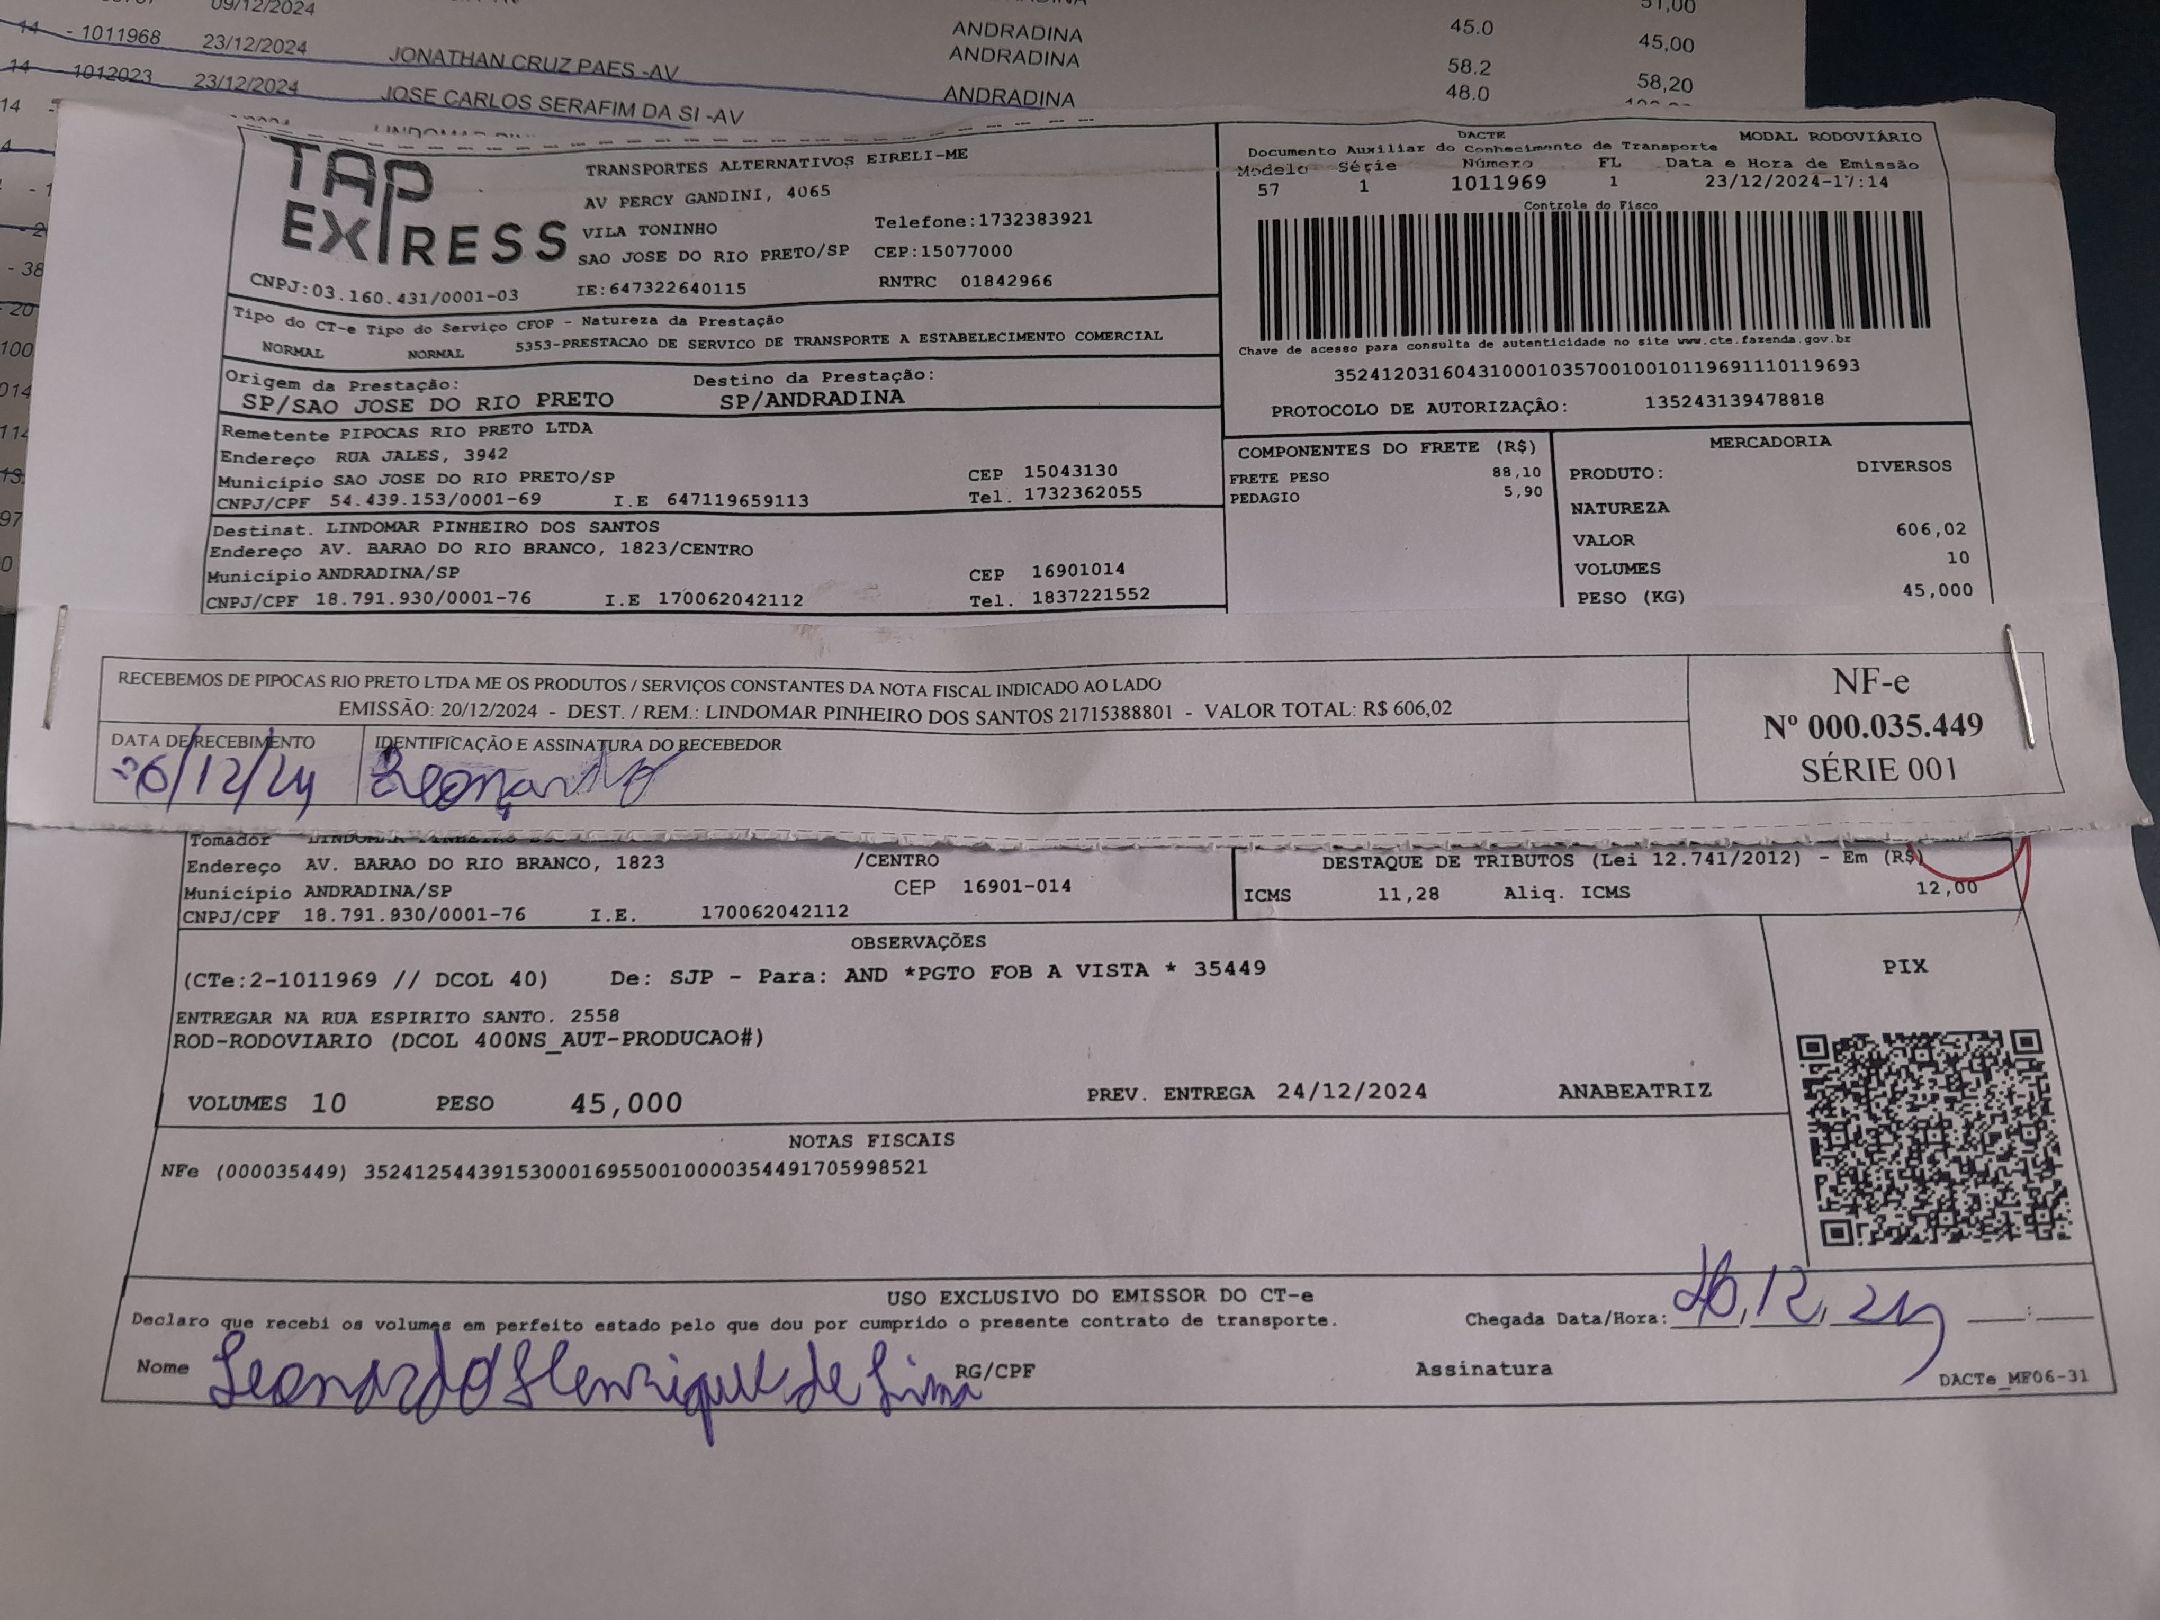 09/12/2024
51,00
14 - 1011968 23/12/2024 JONATHAN CRUZ PAES -AV ANDRADINA 45.0 45,00
14 - 1012023 23/12/2024 JOSE CARLOS SERAFIM DA SI -AV ANDRADINA 58.2 58,20
ANDRADINA 48.0
TAP EXPRESS
TRANSPORTES ALTERNATIVOS EIRELI-ME
AV PERCY GANDINI, 4065
VILA TONINHO Telefone:1732383921
SAO JOSE DO RIO PRETO/SP CEP:15077000
CNPJ:03.160.431/0001-03 IE:647322640115 RNTRC 01842966
DACTE MODAL RODOVIÁRIO
Documento Auxiliar do Conhecimento de Transporte
Modelo Série Número FL Data e Hora de Emissão
57 1 1011969 1 23/12/2024-17:14
Controle do Fisco
Chave de acesso para consulta de autenticidade no site www.cte.fazenda.gov.br
35241203160431000103570010010119691110119693
PROTOCOLO DE AUTORIZAÇÃO: 135243139478818
Tipo do CT-e Tipo do Serviço CFOP - Natureza da Prestação
NORMAL NORMAL 5353-PRESTACAO DE SERVICO DE TRANSPORTE A ESTABELECIMENTO COMERCIAL
Origem da Prestação: Destino da Prestação:
SP/SAO JOSE DO RIO PRETO SP/ANDRADINA
Remetente PIPOCAS RIO PRETO LTDA
Endereço RUA JALES, 3942
Município SAO JOSE DO RIO PRETO/SP CEP 15043130
CNPJ/CPF 54.439.153/0001-69 I.E 647119659113 Tel. 1732362055
Destinat. LINDOMAR PINHEIRO DOS SANTOS
Endereço AV. BARAO DO RIO BRANCO, 1823/CENTRO
Município ANDRADINA/SP CEP 16901014
CNPJ/CPF 18.791.930/0001-76 I.E 170062042112 Tel. 1837221552
COMPONENTES DO FRETE (R$)
FRETE PESO 88,10
PEDAGIO 5,90
MERCADORIA
PRODUTO: DIVERSOS
NATUREZA
VALOR 606,02
VOLUMES 10
PESO (KG) 45,000
RECEBEMOS DE PIPOCAS RIO PRETO LTDA ME OS PRODUTOS / SERVIÇOS CONSTANTES DA NOTA FISCAL INDICADO AO LADO
EMISSÃO: 20/12/2024 - DEST. / REM.: LINDOMAR PINHEIRO DOS SANTOS 21715388801 - VALOR TOTAL: R$ 606,02
DATA DE RECEBIMENTO IDENTIFICAÇÃO E ASSINATURA DO RECEBEDOR
26/12/24 Leonardo
NF-e
Nº 000.035.449
SÉRIE 001
Tomador LINDOMAR PINHEIRO
Endereço AV. BARAO DO RIO BRANCO, 1823 /CENTRO
Município ANDRADINA/SP CEP 16901-014
CNPJ/CPF 18.791.930/0001-76 I.E. 170062042112
DESTAQUE DE TRIBUTOS (Lei 12.741/2012) - Em (R$)
ICMS 11,28 Aliq. ICMS 12,00
OBSERVAÇÕES
(CTe:2-1011969 // DCOL 40) De: SJP - Para: AND *PGTO FOB A VISTA * 35449
ENTREGAR NA RUA ESPIRITO SANTO. 2558
ROD-RODOVIARIO (DCOL 400NS_AUT-PRODUCAO#)
VOLUMES 10 PESO 45,000 PREV. ENTREGA 24/12/2024 ANABEATRIZ
PIX
NOTAS FISCAIS
NFe (000035449) 35241254439153000169550010000354491705998521
USO EXCLUSIVO DO EMISSOR DO CT-e
Declaro que recebi os volumes em perfeito estado pelo que dou por cumprido o presente contrato de transporte. Chegada Data/Hora: 26,12,24
Nome Leonardo Henrique de Lima RG/CPF Assinatura
DACTe_MF06-31